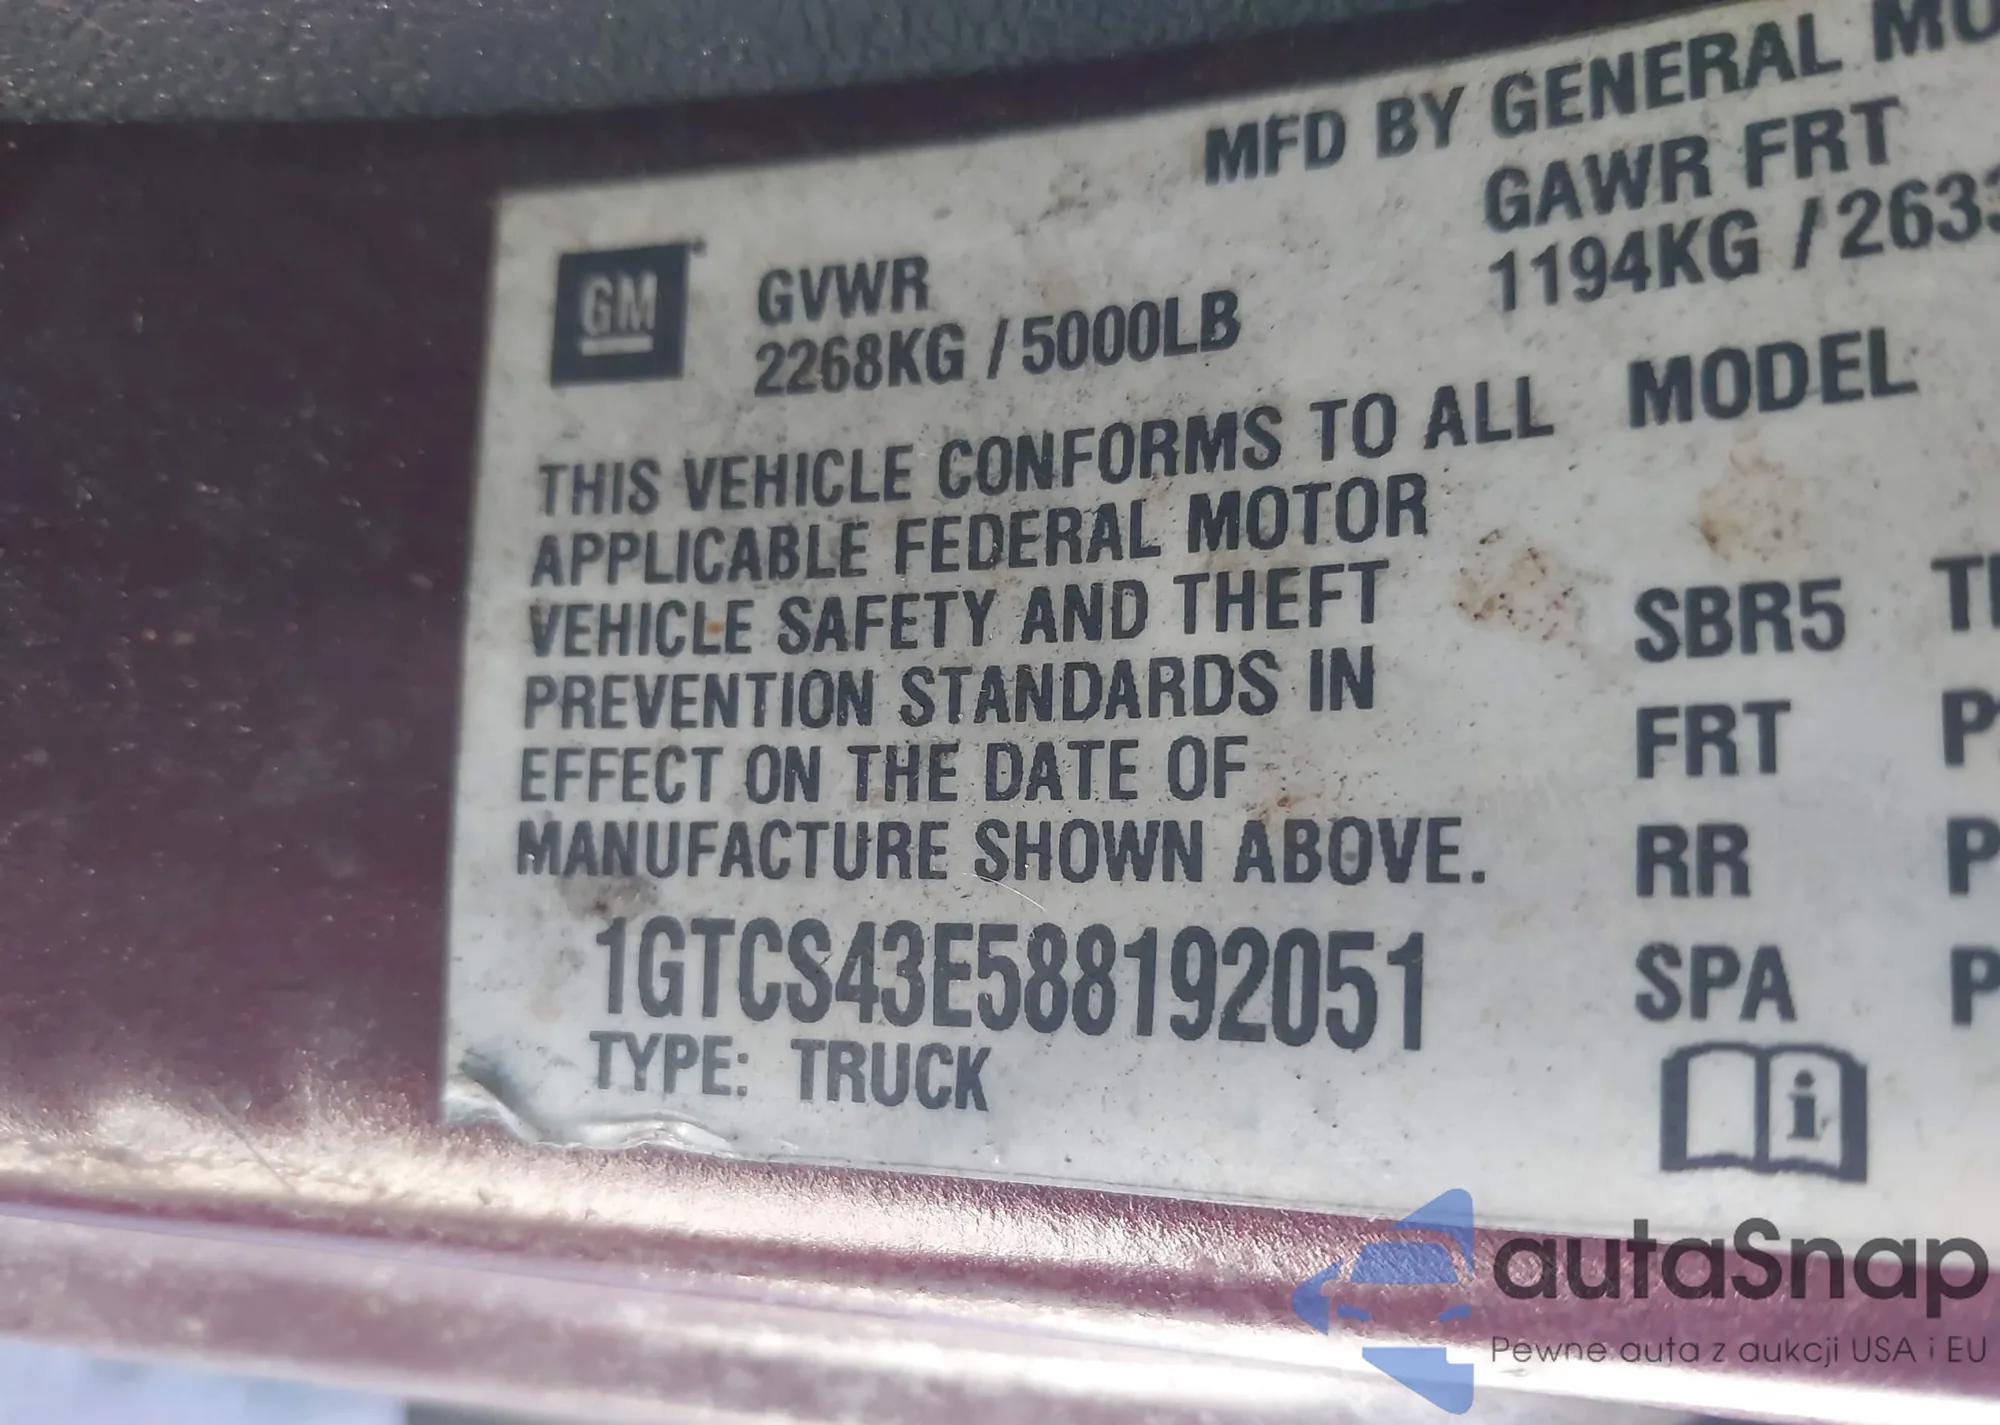 MFD BY GENERAL MO
GM
GVWR
2268KG / 5000LB
GAWR FRT
1194KG / 2633
THIS VEHICLE CONFORMS TO ALL
APPLICABLE FEDERAL MOTOR
VEHICLE SAFETY AND THEFT
PREVENTION STANDARDS IN
EFFECT ON THE DATE OF
MANUFACTURE SHOWN ABOVE.
1GTCS43E588192051
TYPE: TRUCK
MODEL
SBR5
FRT P
RR P
SPA P
i
autaSnap
Pewne auta z aukcji USA i EU